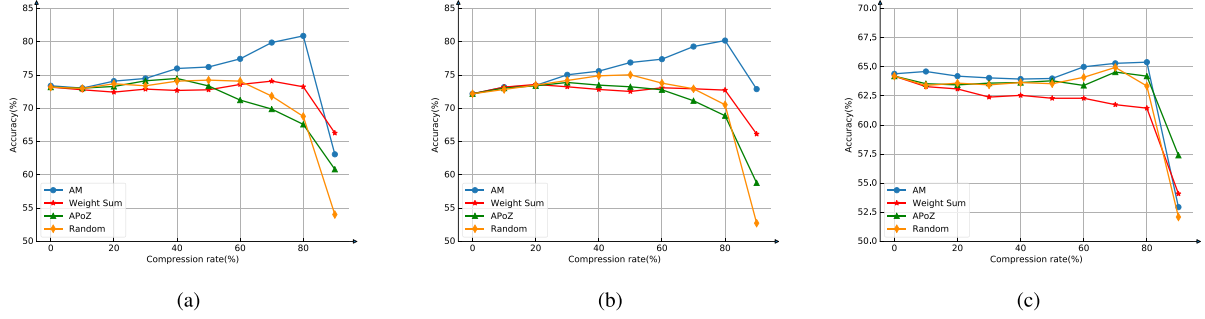 85
80
75
70
65
60
55
50
Accuracy(%)
0 20 40 60 80
Compression rate(%)
AM
Weight Sum
APoZ
Random
(a)
85
80
75
70
65
60
55
50
Accuracy(%)
0 20 40 60 80
Compression rate(%)
AM
Weight Sum
APoZ
Random
(b)
70.0
67.5
65.0
62.5
60.0
57.5
55.0
52.5
50.0
Accuracy(%)
0 20 40 60 80
Compression rate(%)
AM
Weight Sum
APoZ
Random
(c)